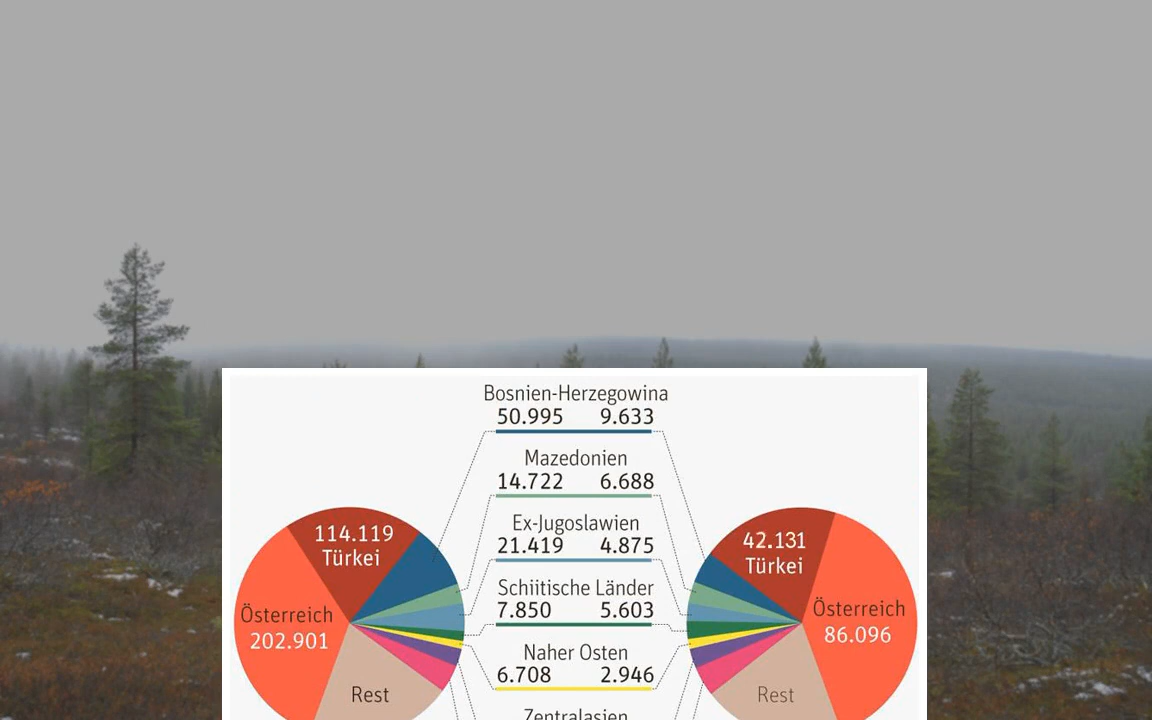 Bosnien-Herzegowina
50.995 9.633
Mazedonien
14.722 6.688
Ex-Jugoslawien
21.419 4.875
Schiitische Länder
7.850 5.603
Naher Osten
6.708 2.946
Zentralasien
114.119
Türkei
Österreich
202.901
Rest
42.131
Türkei
Österreich
86.096
Rest